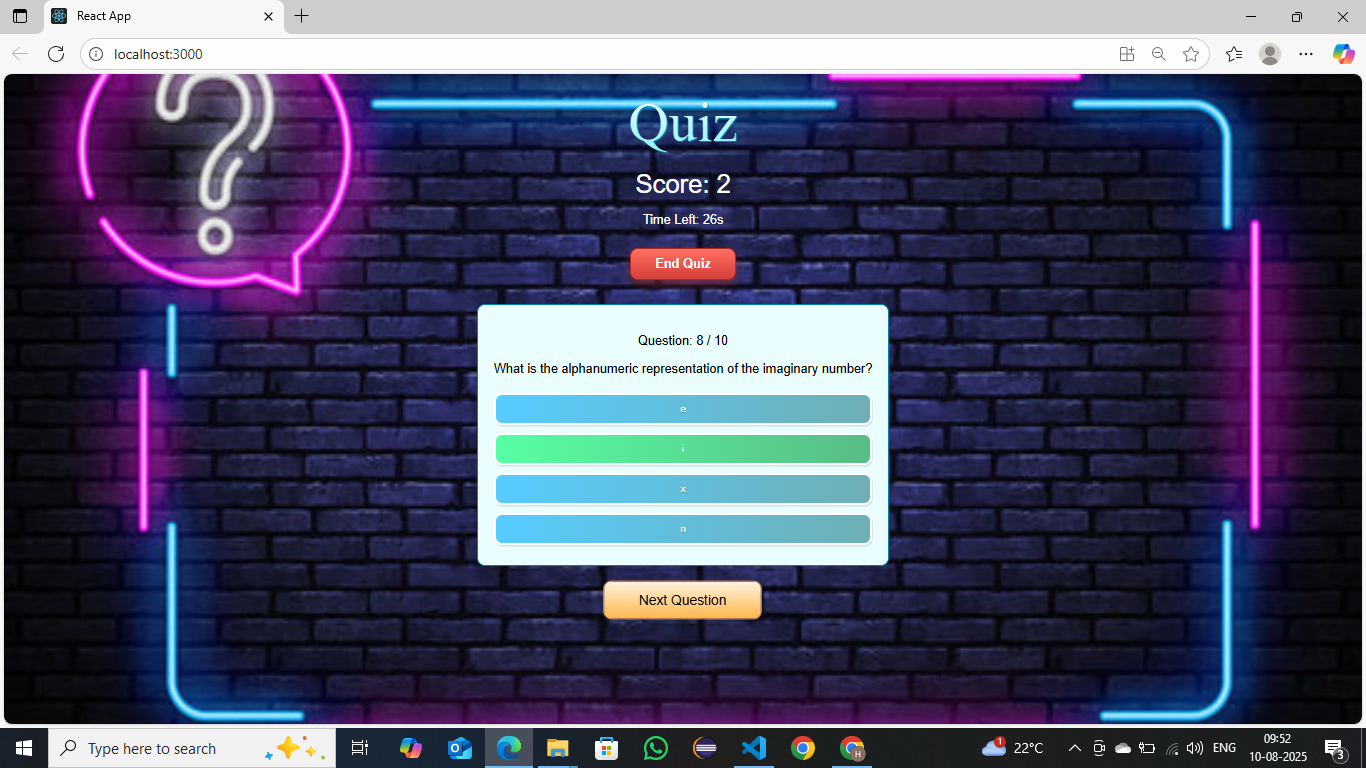 React App
localhost:3000
Quiz
Score: 2
Time Left: 26s
End Quiz
Question: 8 / 10
What is the alphanumeric representation of the imaginary number?
e
i
x
n
Next Question
Type here to search
1
22°C
ENG
09:52
10-08-2025
3
H